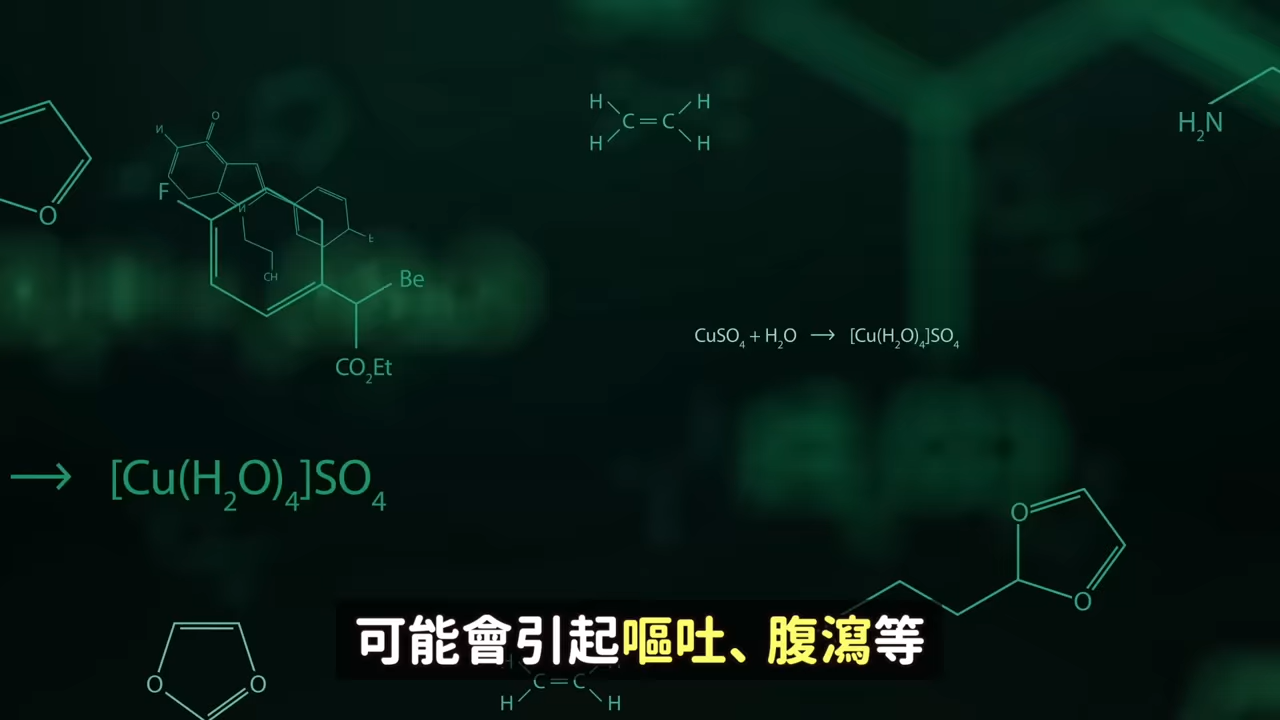 H H
C=C
H H
H₂N
O
И
O
F
И
CH
Be
CO₂Et
CuSO₄ + H₂O → [Cu(H₂O)₄]SO₄
→ [Cu(H₂O)₄]SO₄
O
O
可能會引起嘔吐、腹瀉等
O O
C=C
H H